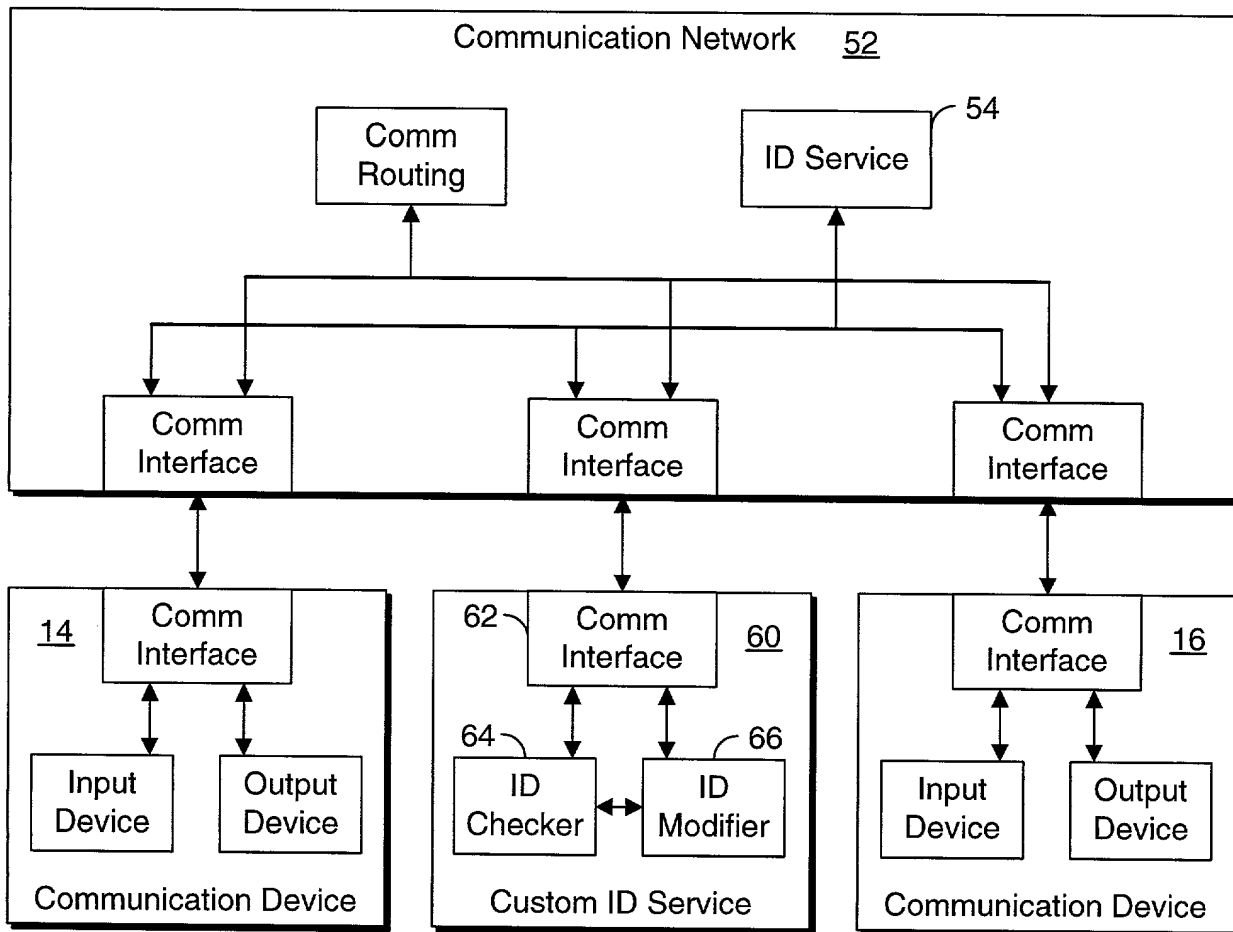 Communication Network 52
Comm
Routing
ID Service
54
Comm
Interface
Comm
Interface
Comm
Interface
14
Comm
Interface
Input
Device
Output
Device
Communication Device
62
Comm
Interface
60
64
66
ID
Checker
ID
Modifier
Custom ID Service
Comm
Interface
16
Input
Device
Output
Device
Communication Device